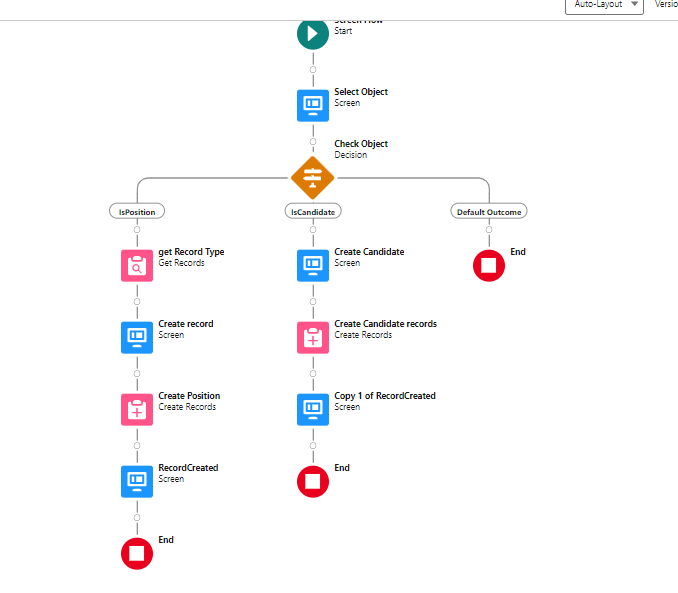 Auto-Layout
Versio
Screen Flow
Start
Select Object
Screen
Check Object
Decision
IsPosition
IsCandidate
Default Outcome
get Record Type
Get Records
Create Candidate
Screen
End
Create record
Screen
Create Candidate records
Create Records
Create Position
Create Records
Copy 1 of RecordCreated
Screen
RecordCreated
Screen
End
End